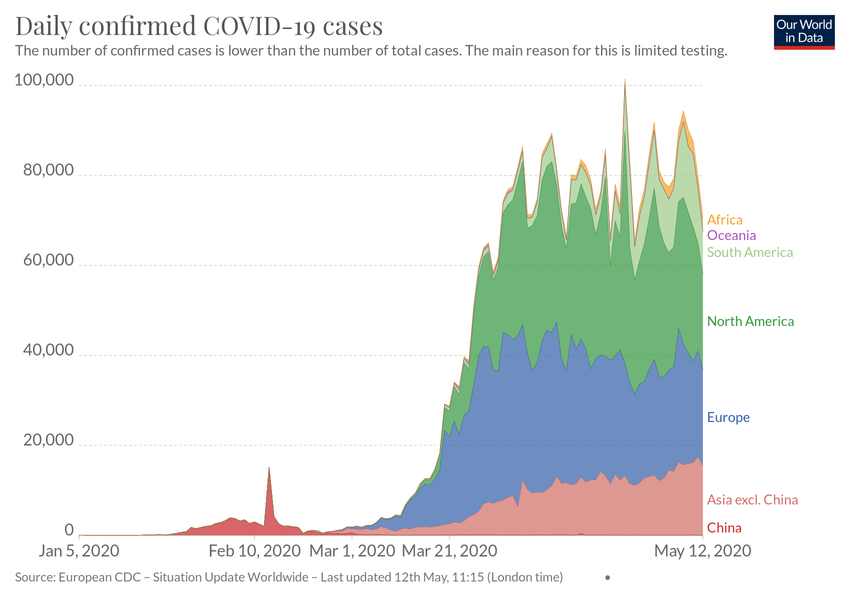 Daily confirmed COVID-19 cases
The number of confirmed cases is lower than the number of total cases. The main reason for this is limited testing.
Our World
in Data
100,000
80,000
60,000
40,000
20,000
0
Africa
Oceania
South America
North America
Europe
Asia excl. China
China
Jan 5, 2020
Feb 10, 2020
Mar 1, 2020
Mar 21, 2020
May 12, 2020
Source: European CDC – Situation Update Worldwide – Last updated 12th May, 11:15 (London time)